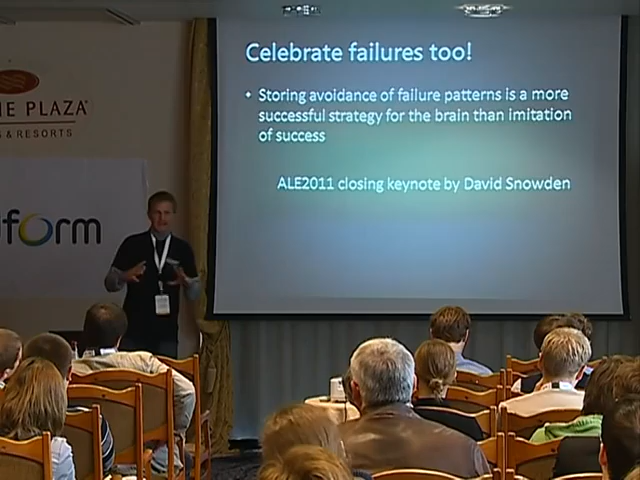 Celebrate failures too!
• Storing avoidance of failure patterns is a more
successful strategy for the brain than imitation
of success
ALE2011 closing keynote by David Snowden
NE PLAZA
& RESORTS
form